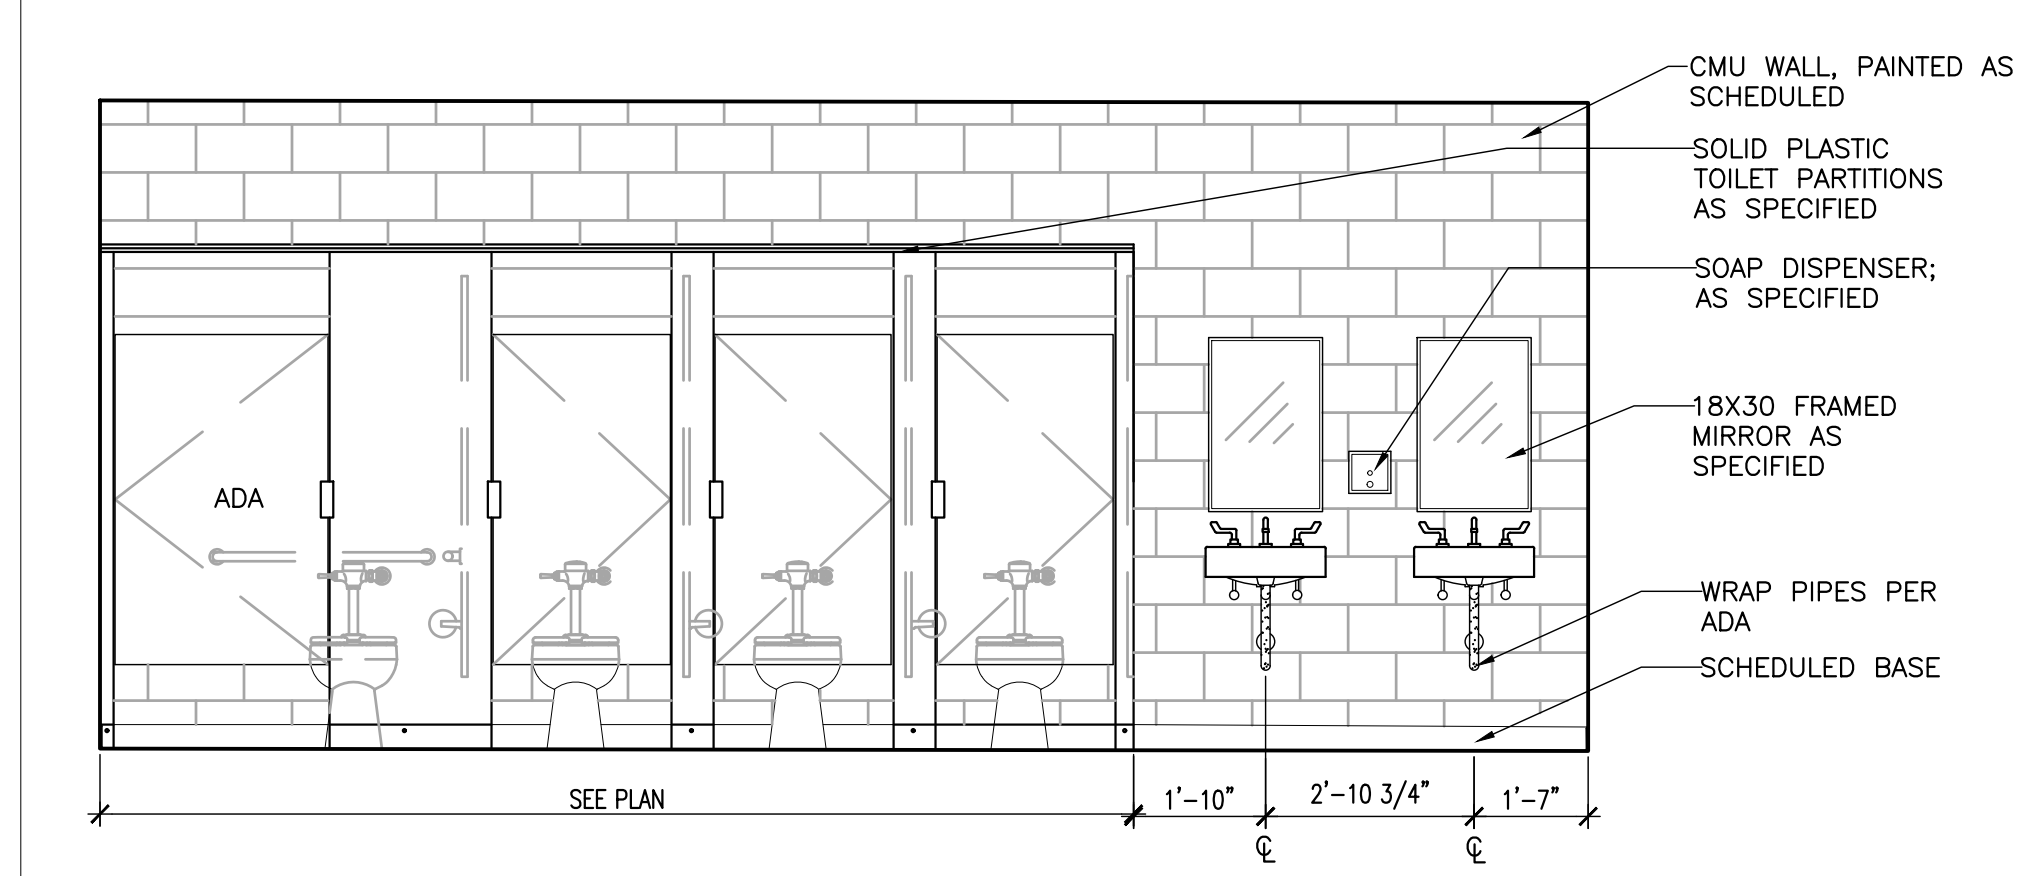 CMU WALL, PAINTED AS
SCHEDULED
SOLID PLASTIC
TOILET PARTITIONS
AS SPECIFIED
SOAP DISPENSER;
AS SPECIFIED
18X30 FRAMED
MIRROR AS
SPECIFIED
ADA
WRAP PIPES PER
ADA
SCHEDULED BASE
SEE PLAN
1'-10"
2'-10 3/4"
1'-7"
℄
℄